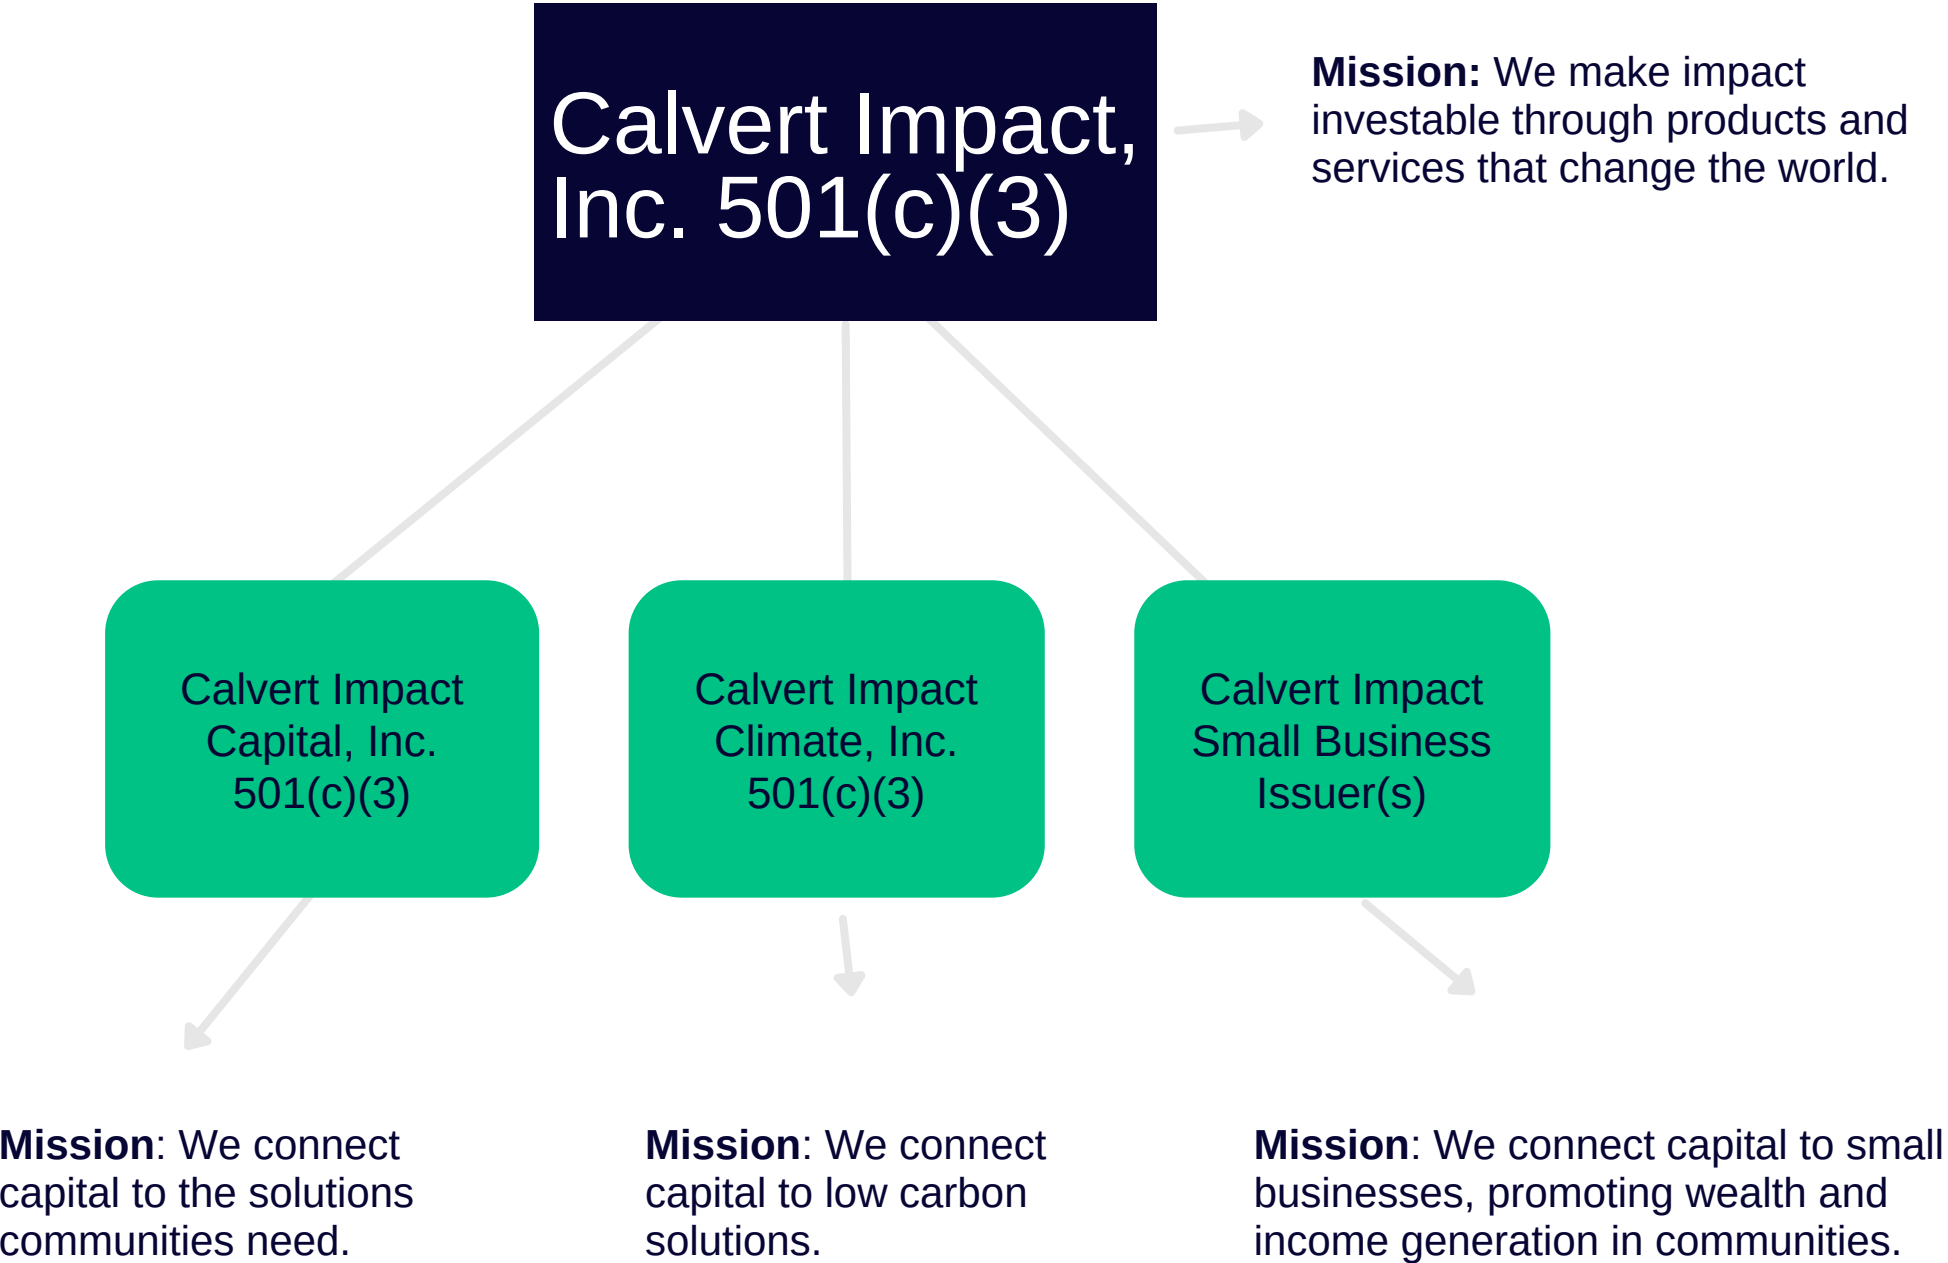 Calvert Impact,
Inc. 501(c)(3)
Mission: We make impact
investable through products and
services that change the world.
Calvert Impact
Capital, Inc.
501(c)(3)
Calvert Impact
Climate, Inc.
501(c)(3)
Calvert Impact
Small Business
Issuer(s)
Mission: We connect
capital to the solutions
communities need.
Mission: We connect
capital to low carbon
solutions.
Mission: We connect capital to small
businesses, promoting wealth and
income generation in communities.